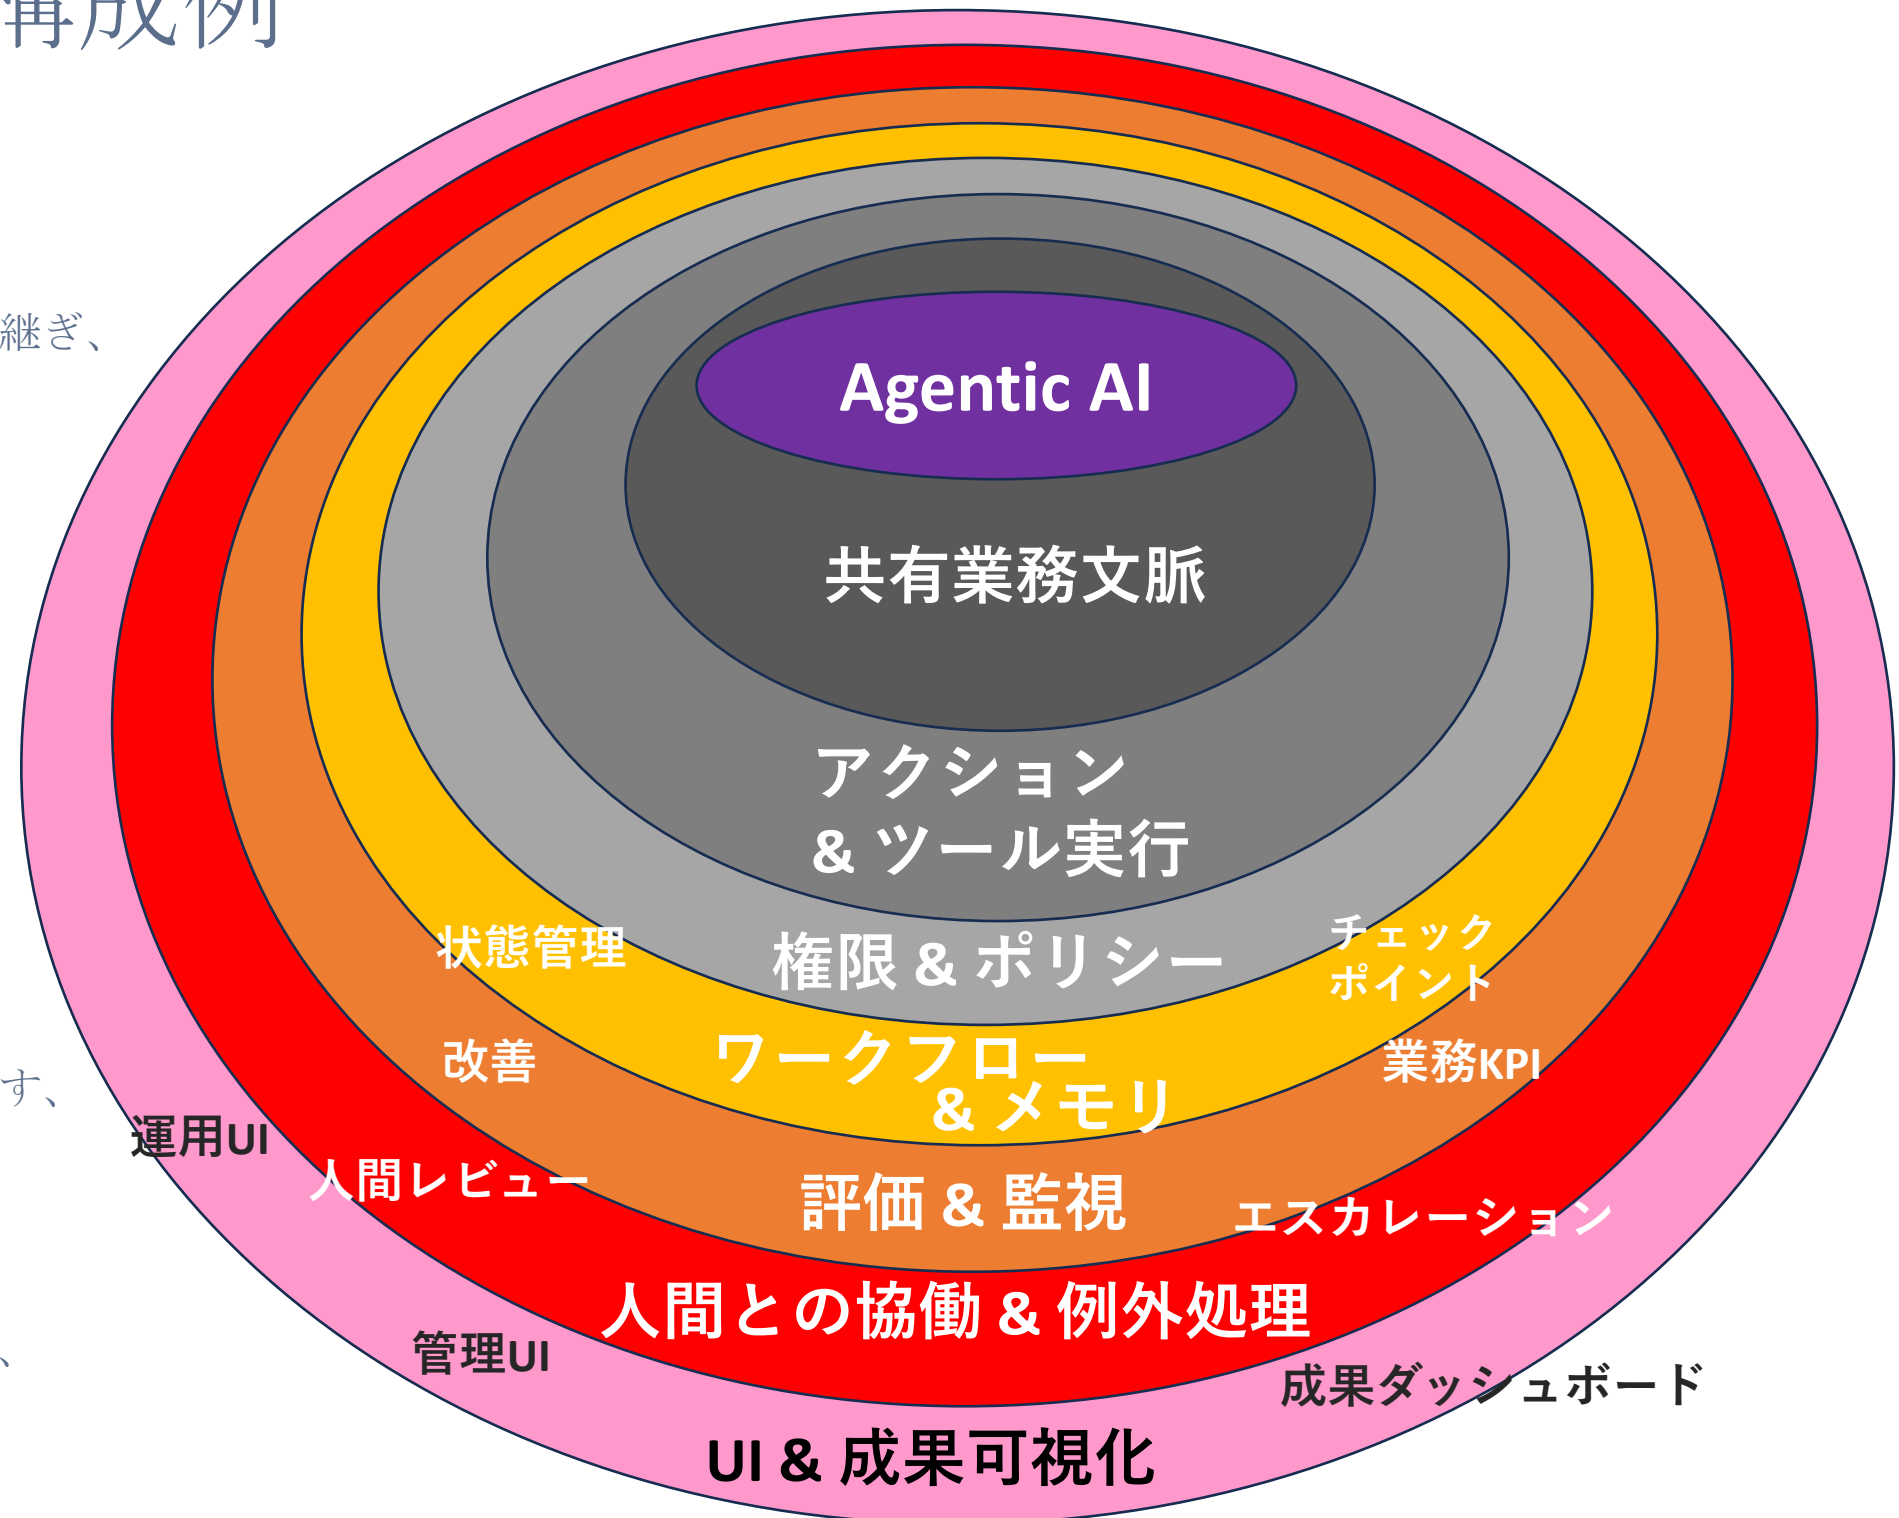 構成例
継ぎ、
Agentic AI
共有業務文脈
アクション
& ツール実行
状態管理
権限 & ポリシー
チェック
ポイント
改善
ワークフロー
& メモリ
業務KPI
す、
運用UI
人間レビュー
評価 & 監視
エスカレーション
人間との協働 & 例外処理
管理UI
、
成果ダッシュボード
UI & 成果可視化